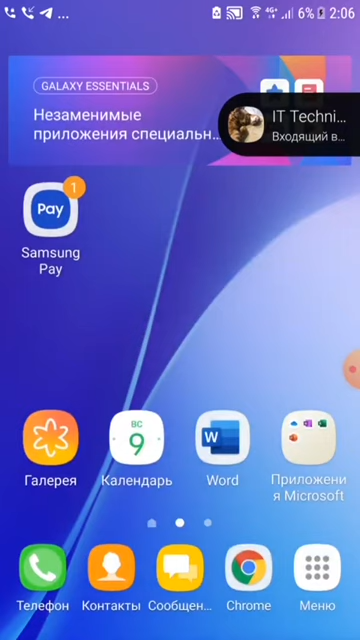 4G+ 6% 2:06
GALAXY ESSENTIALS
Незаменимые
приложения специальн...
IT Techni...
Входящий в...
Pay
1
Samsung
Pay
ВС
9
W
Галерея
Календарь
Word
Приложени
я Microsoft
Телефон
Контакты
Сообщен...
Chrome
Меню